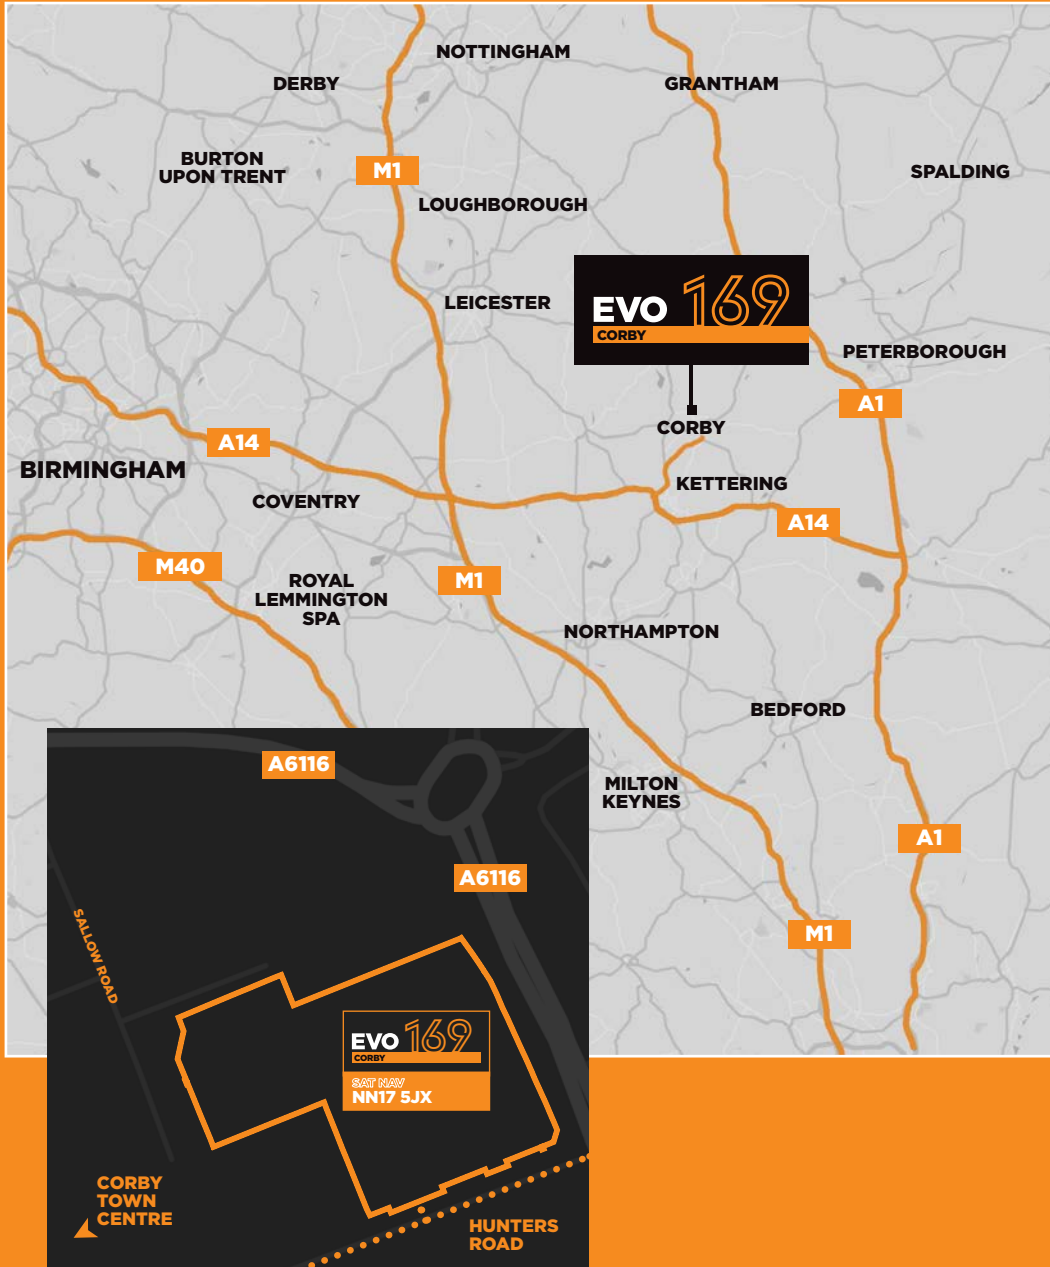 NOTTINGHAM
DERBY
GRANTHAM
BURTON
UPON TRENT
M1
SPALDING
LOUGHBOROUGH
LEICESTER
EVO 169
CORBY
PETERBOROUGH
A1
CORBY
A14
BIRMINGHAM
KETTERING
COVENTRY
A14
M40
ROYAL
LEMMINGTON
SPA
M1
NORTHAMPTON
BEDFORD
MILTON
KEYNES
A1
M1
A6116
A6116
SALLOW ROAD
EVO 169
CORBY
SAT NAV
NN17 5JX
CORBY
TOWN
CENTRE
HUNTERS
ROAD